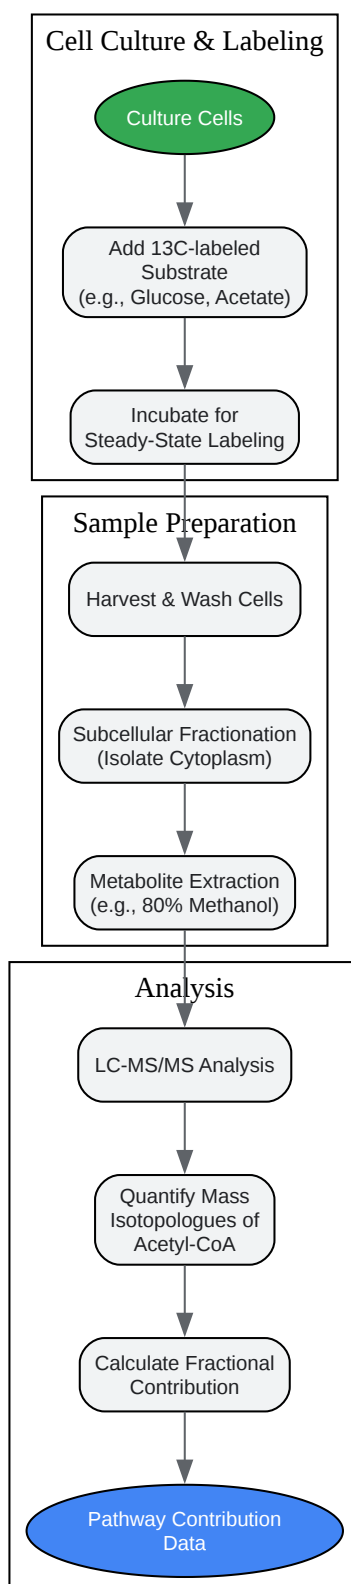 Cell Culture & Labeling
Culture Cells
Add 13C-labeled
Substrate
(e.g., Glucose, Acetate)
Incubate for
Steady-State Labeling
Sample Preparation
Harvest & Wash Cells
Subcellular Fractionation
(Isolate Cytoplasm)
Metabolite Extraction
(e.g., 80% Methanol)
Analysis
LC-MS/MS Analysis
Quantify Mass
Isotopologues of
Acetyl-CoA
Calculate Fractional
Contribution
Pathway Contribution
Data